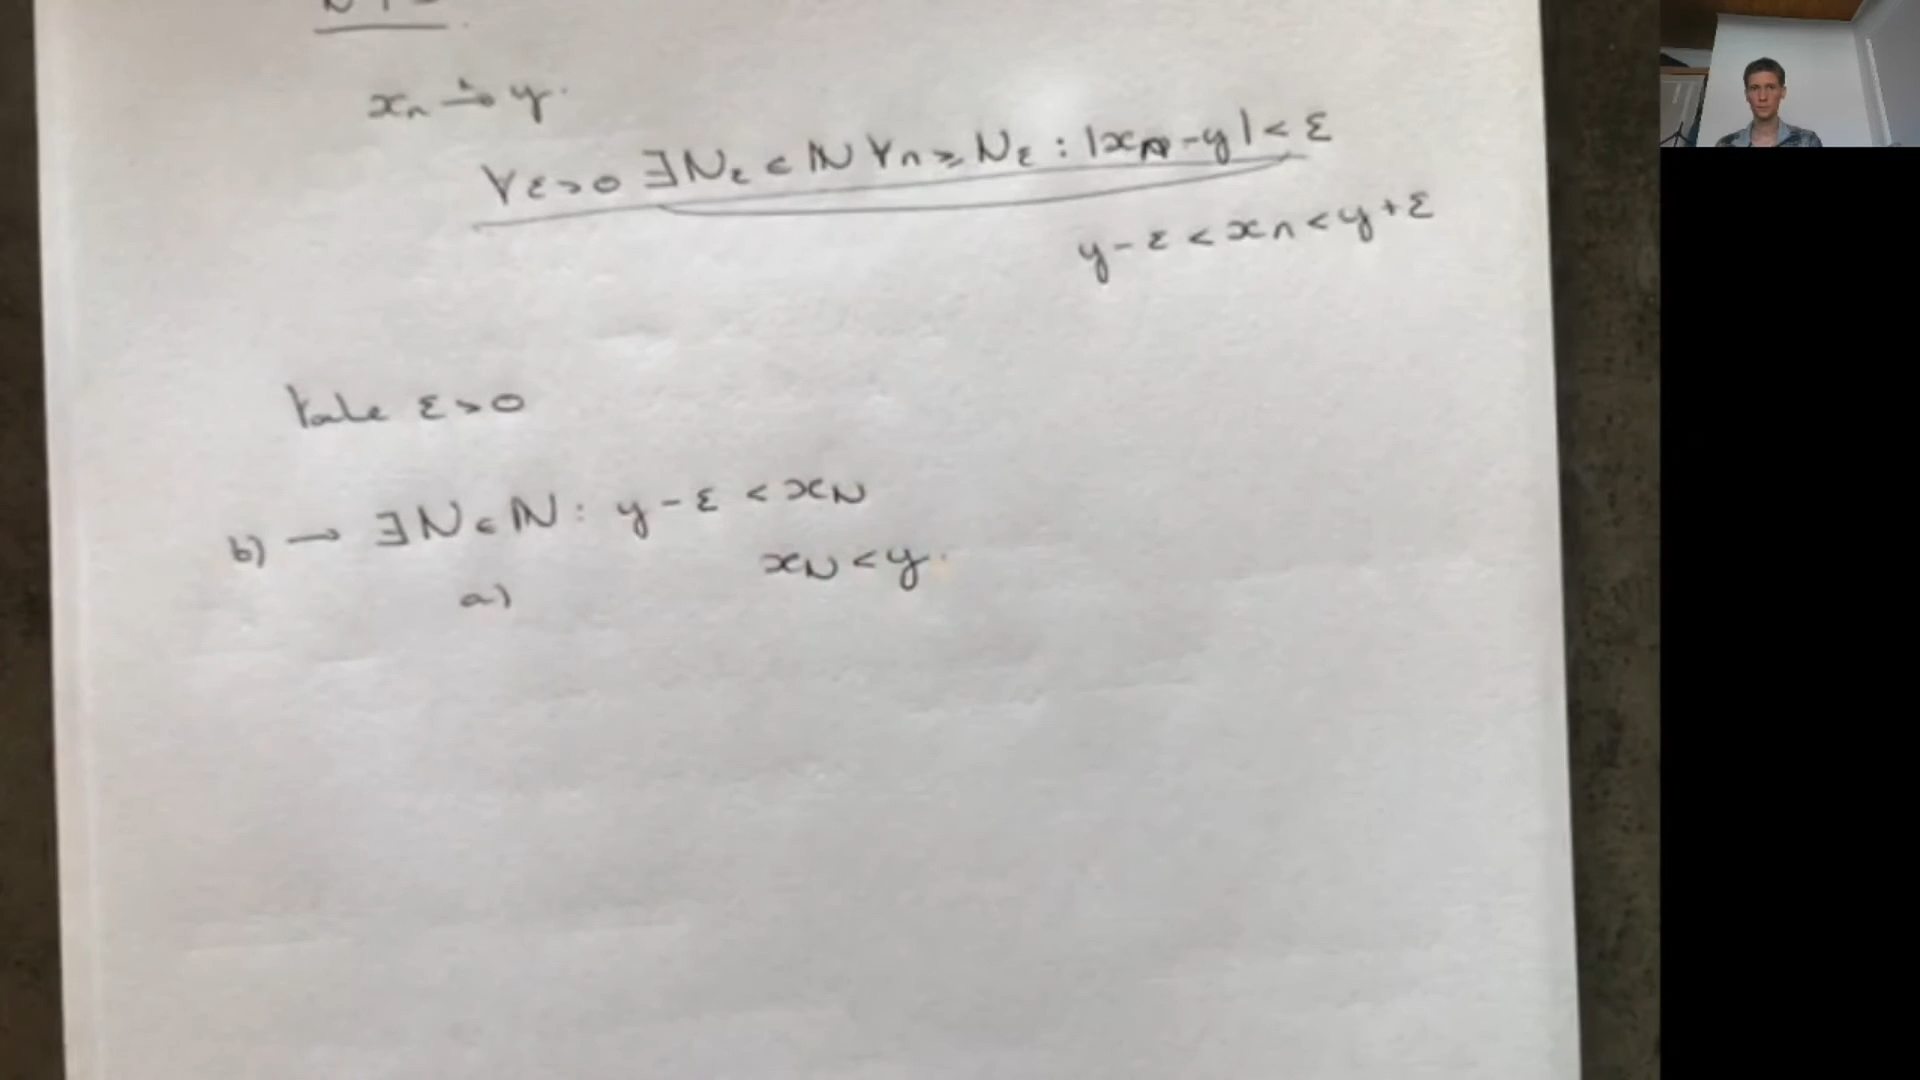 xₙ → y.
∀ε>0 ∃N_ε ∈ ℕ ∀n ≥ N_ε : |xₙ - y| < ε
y - ε < xₙ < y + ε
take ε > 0
b) → ∃N ∈ ℕ : y - ε < x_N
x_N < y.
a)